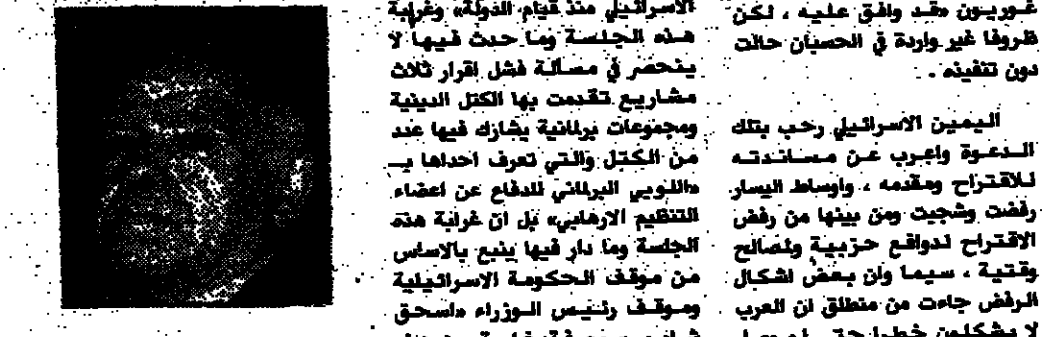 غوريون «قد وافق عليه ، لكن
ظروفا غير واردة في الحسبان حالت
دون تنفيذه .
اليمين الاسرائيلي رحب بتلك
الدعوة واعرب عن مساندته
للاقتراح ومقدمه ، واوساط اليسار
رفضت وشجبت ومن بينها من رفض
الاقتراح لدوافع حزبية ولمصالح
وقتية ، سيما وان بعض اشكال
الرفض جاءت من منطلق ان العرب
لا يشكلون خطرا
الاسرائيلي منذ قيام الدولة» وغرابة
هذه الجلسة وما حدث فيها لا
ينحصر في مسالة فشل اقرار ثلاث
مشاريع تقدمت بها الكتل الدينية
ومجموعات برلمانية يشارك فيها عدد
من الكتل والتي تعرف احداها بـ
«اللوبي البرلماني للدفاع عن اعضاء
التنظيم الارهابي» بل ان غرابة هذه
الجلسة وما دار فيها ينبع بالاساس
من موقف الحكومة الاسرائيلية
وموقف رئيس الوزراء «اسحق